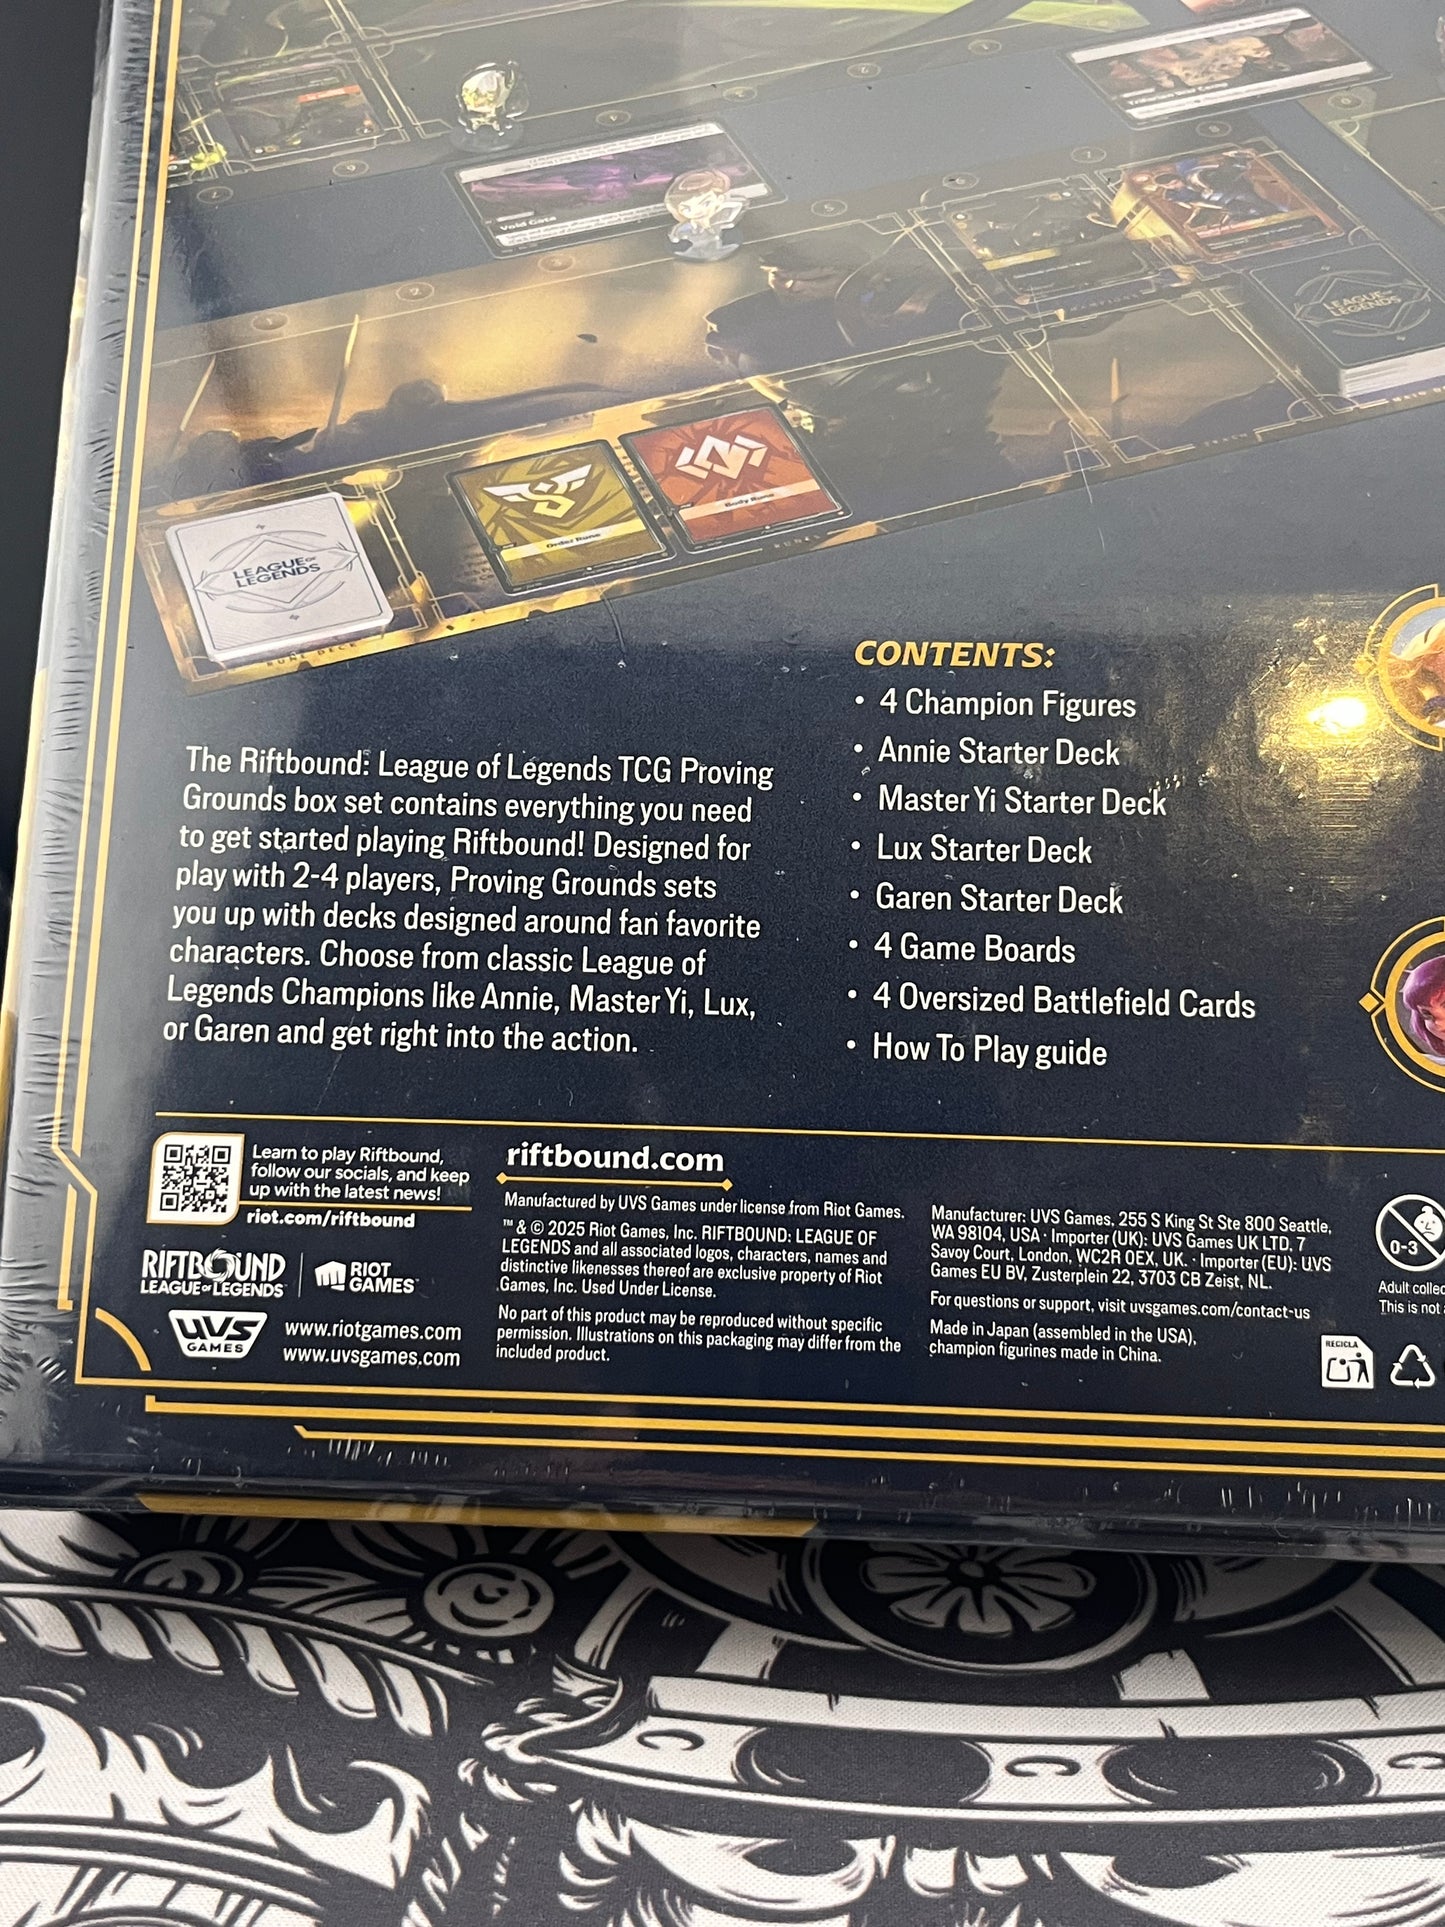 Void Gate
LEAGUE OF
LEGENDS
Order Rune
Body Rune
LEAGUE OF
LEGENDS
RUNE DECK
RUNES
CONTENTS:
• 4 Champion Figures
• Annie Starter Deck
• Master Yi Starter Deck
• Lux Starter Deck
• Garen Starter Deck
• 4 Game Boards
• 4 Oversized Battlefield Cards
• How To Play guide
The Riftbound: League of Legends TCG Proving
Grounds box set contains everything you need
to get started playing Riftbound! Designed for
play with 2-4 players, Proving Grounds sets
you up with decks designed around fan favorite
characters. Choose from classic League of
Legends Champions like Annie, Master Yi, Lux,
or Garen and get right into the action.
Learn to play Riftbound,
follow our socials, and keep
up with the latest news!
riot.com/riftbound
RIFTBOUND
LEAGUE OF LEGENDS
RIOT
GAMES
UVS
GAMES
www.riotgames.com
www.uvsgames.com
riftbound.com
Manufactured by UVS Games under license from Riot Games.
™ & © 2025 Riot Games, Inc. RIFTBOUND: LEAGUE OF
LEGENDS and all associated logos, characters, names and
distinctive likenesses thereof are exclusive property of Riot
Games, Inc. Used Under License.
No part of this product may be reproduced without specific
permission. Illustrations on this packaging may differ from the
included product.
Manufacturer: UVS Games, 255 S King St Ste 800 Seattle,
WA 98104, USA · Importer (UK): UVS Games UK LTD, 7
Savoy Court, London, WC2R 0EX, UK. · Importer (EU): UVS
Games EU BV, Zusterplein 22, 3703 CB Zeist, NL.
For questions or support, visit uvsgames.com/contact-us
Made in Japan (assembled in the USA),
champion figurines made in China.
0-3
Adult collec
This is not
RECICLA